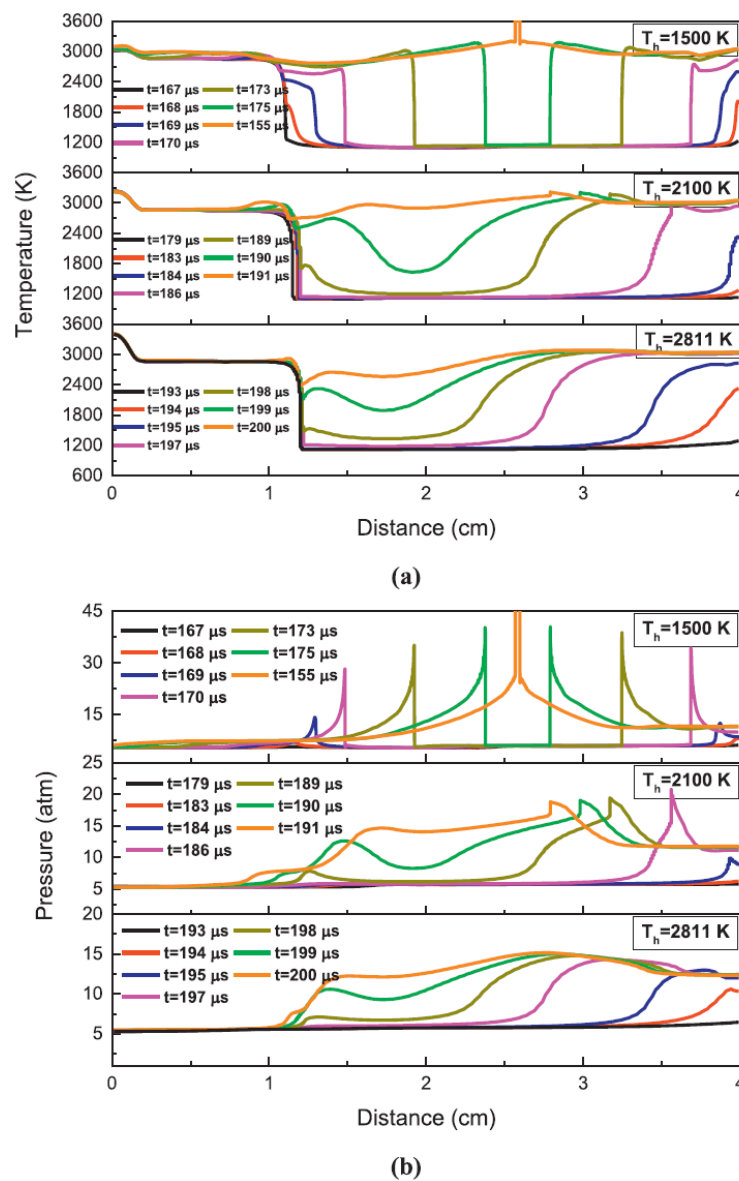 3600
T_h=1500 K
3000
2400
t=167 μs t=173 μs
1800
t=168 μs t=175 μs
t=169 μs t=155 μs
1200
t=170 μs
3600
T_h=2100 K
3000
2400
t=179 μs t=189 μs
1800
t=183 μs t=190 μs
t=184 μs t=191 μs
1200
t=186 μs
3600
T_h=2811 K
3000
2400
t=193 μs t=198 μs
1800
t=194 μs t=199 μs
t=195 μs t=200 μs
1200
t=197 μs
600
Temperature (K)
0 1 2 3 4
Distance (cm)
(a)
45
T_h=1500 K
t=167 μs t=173 μs
t=168 μs t=175 μs
30
t=169 μs t=155 μs
t=170 μs
15
25
T_h=2100 K
t=179 μs t=189 μs
20
t=183 μs t=190 μs
15
t=184 μs t=191 μs
10
t=186 μs
5
20
T_h=2811 K
t=193 μs t=198 μs
15
t=194 μs t=199 μs
t=195 μs t=200 μs
10
t=197 μs
5
Pressure (atm)
0 1 2 3 4
Distance (cm)
(b)